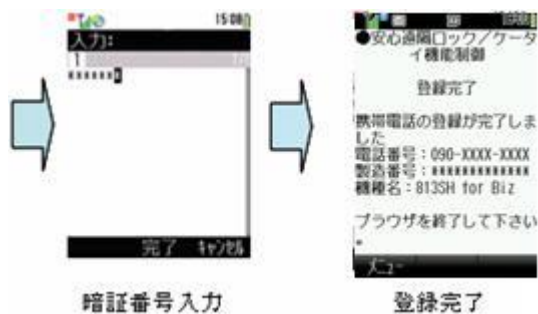 15:08
入力:
1
*******
完了 キャンセル
暗証番号入力
●安心遠隔ロック/ケータ
イ機能制御
登録完了
携帯電話の登録が完了しま
した
電話番号:090-XXXX-XXXX
製造番号:*************
機種名:813SH for Biz
ブラウザを終了して下さい
。
メニュー
登録完了